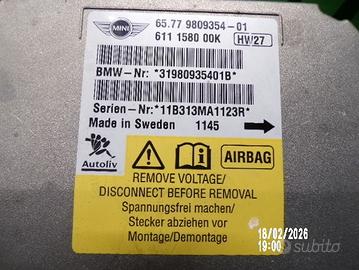 MINI
65.77 9809354-01
611 1580 00K
HW27
BMW-Nr: *31980935401B*
Serien-Nr: *11B313MA1123R*
Made in Sweden 1145
Autoliv
AIRBAG
REMOVE VOLTAGE/
DISCONNECT BEFORE REMOVAL
Spannungsfrei machen/
Stecker abziehen vor
Montage/Demontage
18/02/2026
19:00
subito